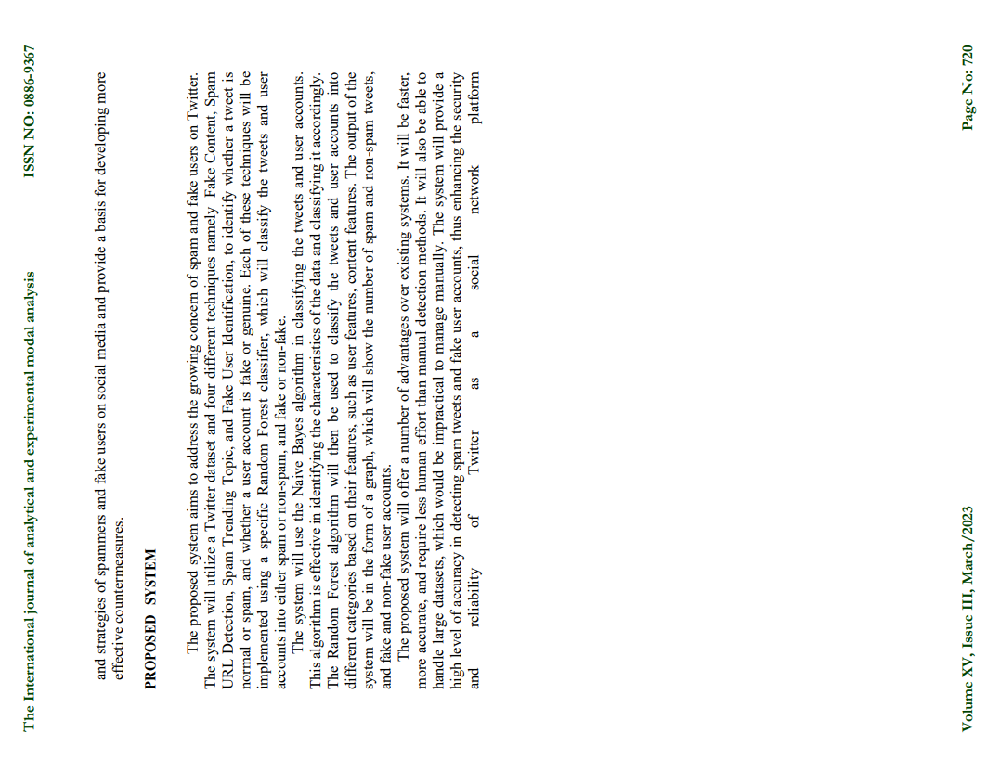 The International journal of analytical and experimental modal analysis ISSN NO: 0886-9367
and strategies of spammers and fake users on social media and provide a basis for developing more
effective countermeasures.
PROPOSED SYSTEM
The proposed system aims to address the growing concern of spam and fake users on Twitter.
The system will utilize a Twitter dataset and four different techniques namely Fake Content, Spam
URL Detection, Spam Trending Topic, and Fake User Identification, to identify whether a tweet is
normal or spam, and whether a user account is fake or genuine. Each of these techniques will be
implemented using a specific Random Forest classifier, which will classify the tweets and user
accounts into either spam or non-spam, and fake or non-fake.
The system will use the Naive Bayes algorithm in classifying the tweets and user accounts.
This algorithm is effective in identifying the characteristics of the data and classifying it accordingly.
The Random Forest algorithm will then be used to classify the tweets and user accounts into
different categories based on their features, such as user features, content features. The output of the
system will be in the form of a graph, which will show the number of spam and non-spam tweets,
and fake and non-fake user accounts.
The proposed system will offer a number of advantages over existing systems. It will be faster,
more accurate, and require less human effort than manual detection methods. It will also be able to
handle large datasets, which would be impractical to manage manually. The system will provide a
high level of accuracy in detecting spam tweets and fake user accounts, thus enhancing the security
and reliability of Twitter as a social network platform
Volume XV, Issue III, March/2023 Page No: 720